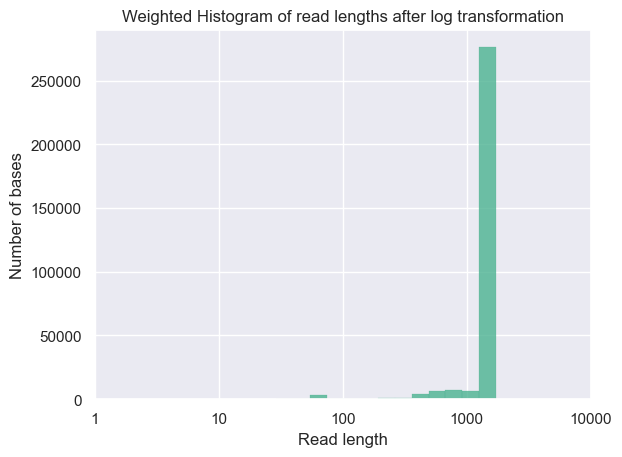 Weighted Histogram of read lengths after log transformation
Number of bases
250000
200000
150000
100000
50000
0
1 10 100 1000 10000
Read length